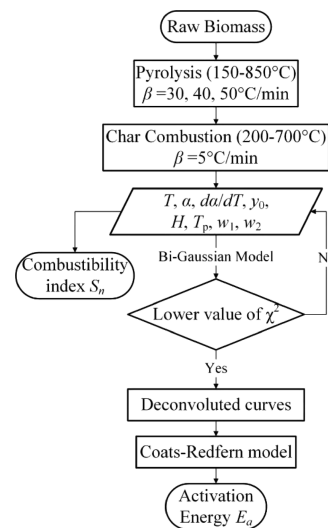 Raw Biomass
Pyrolysis (150-850°C)
β =30, 40, 50°C/min
Char Combustion (200-700°C)
β =5°C/min
T, α, dα/dT, y₀,
H, Tₚ, w₁, w₂
Combustibility
index Sₙ
Bi-Gaussian Model
N
Lower value of χ²
Yes
Deconvoluted curves
Coats-Redfern model
Activation
Energy Eₐ